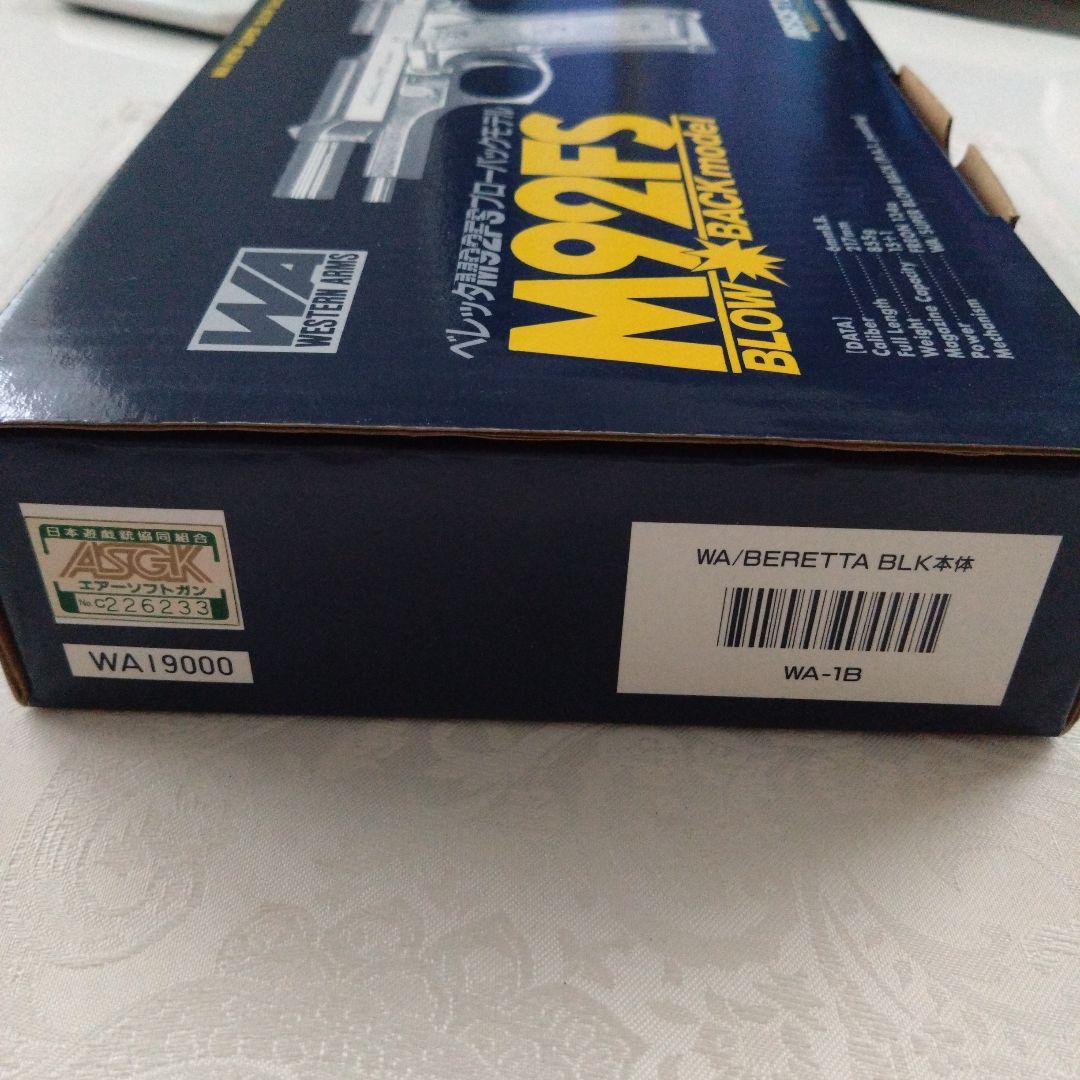 WA
WESTERN ARMS
ベレッタM92FSブローバックモデル
M92FS
BLOW BACK model
[DATA]
Caliber 6mmB.B.
Full Length 217mm
Weight 855g
Magazine Capacity
Power
Mechanism
日本遊戯銃協同組合
ASGK
エアーソフトガン
No.C226233
WA19000
WA/BERETTA BLK本体
WA-1B